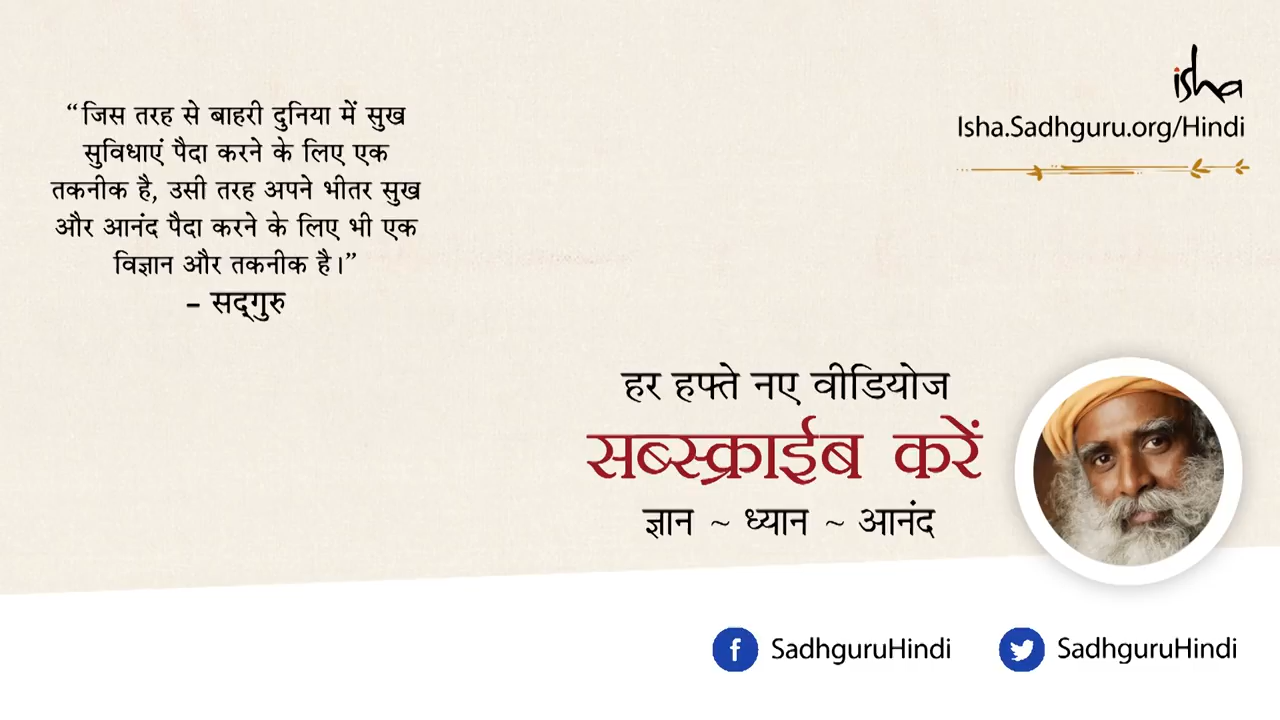 “जिस तरह से बाहरी दुनिया में सुख
सुविधाएं पैदा करने के लिए एक
तकनीक है, उसी तरह अपने भीतर सुख
और आनंद पैदा करने के लिए भी एक
विज्ञान और तकनीक है।”
– सद्गुरु
isha
Isha.Sadhguru.org/Hindi
हर हफ्ते नए वीडियोज
सब्स्क्राईब करें
ज्ञान ~ ध्यान ~ आनंद
SadhguruHindi
SadhguruHindi